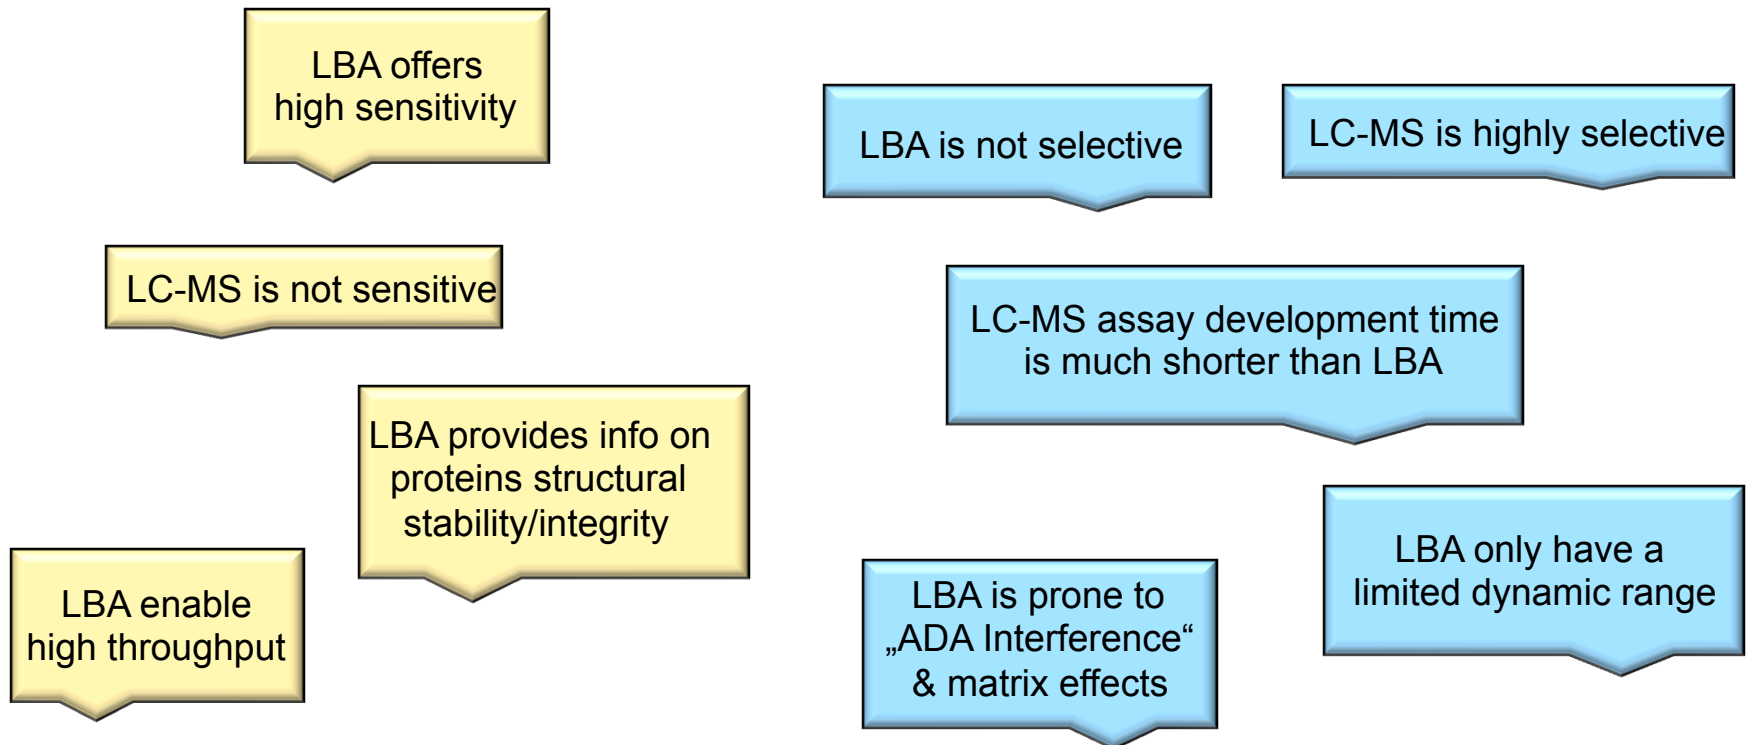 LBA offers
high sensitivity
LC-MS is not sensitive
LBA provides info on
proteins structural
stability/integrity
LBA enable
high throughput
LBA is not selective
LC-MS is highly selective
LC-MS assay development time
is much shorter than LBA
LBA only have a
limited dynamic range
LBA is prone to
„ADA Interference“
& matrix effects